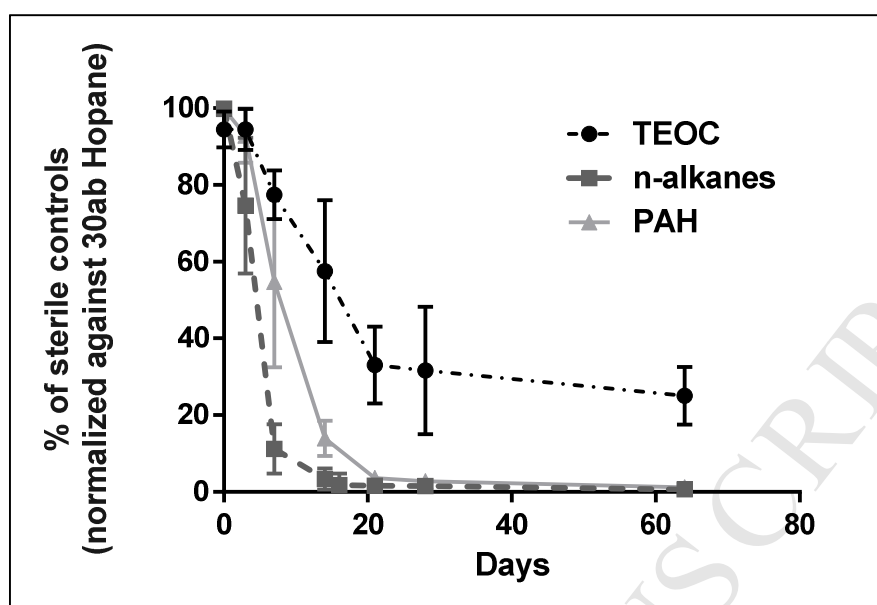 % of sterile controls
(normalized against 30ab Hopane)
100
80
60
40
20
0
0 20 40 60 80
Days
TEOC
n-alkanes
PAH